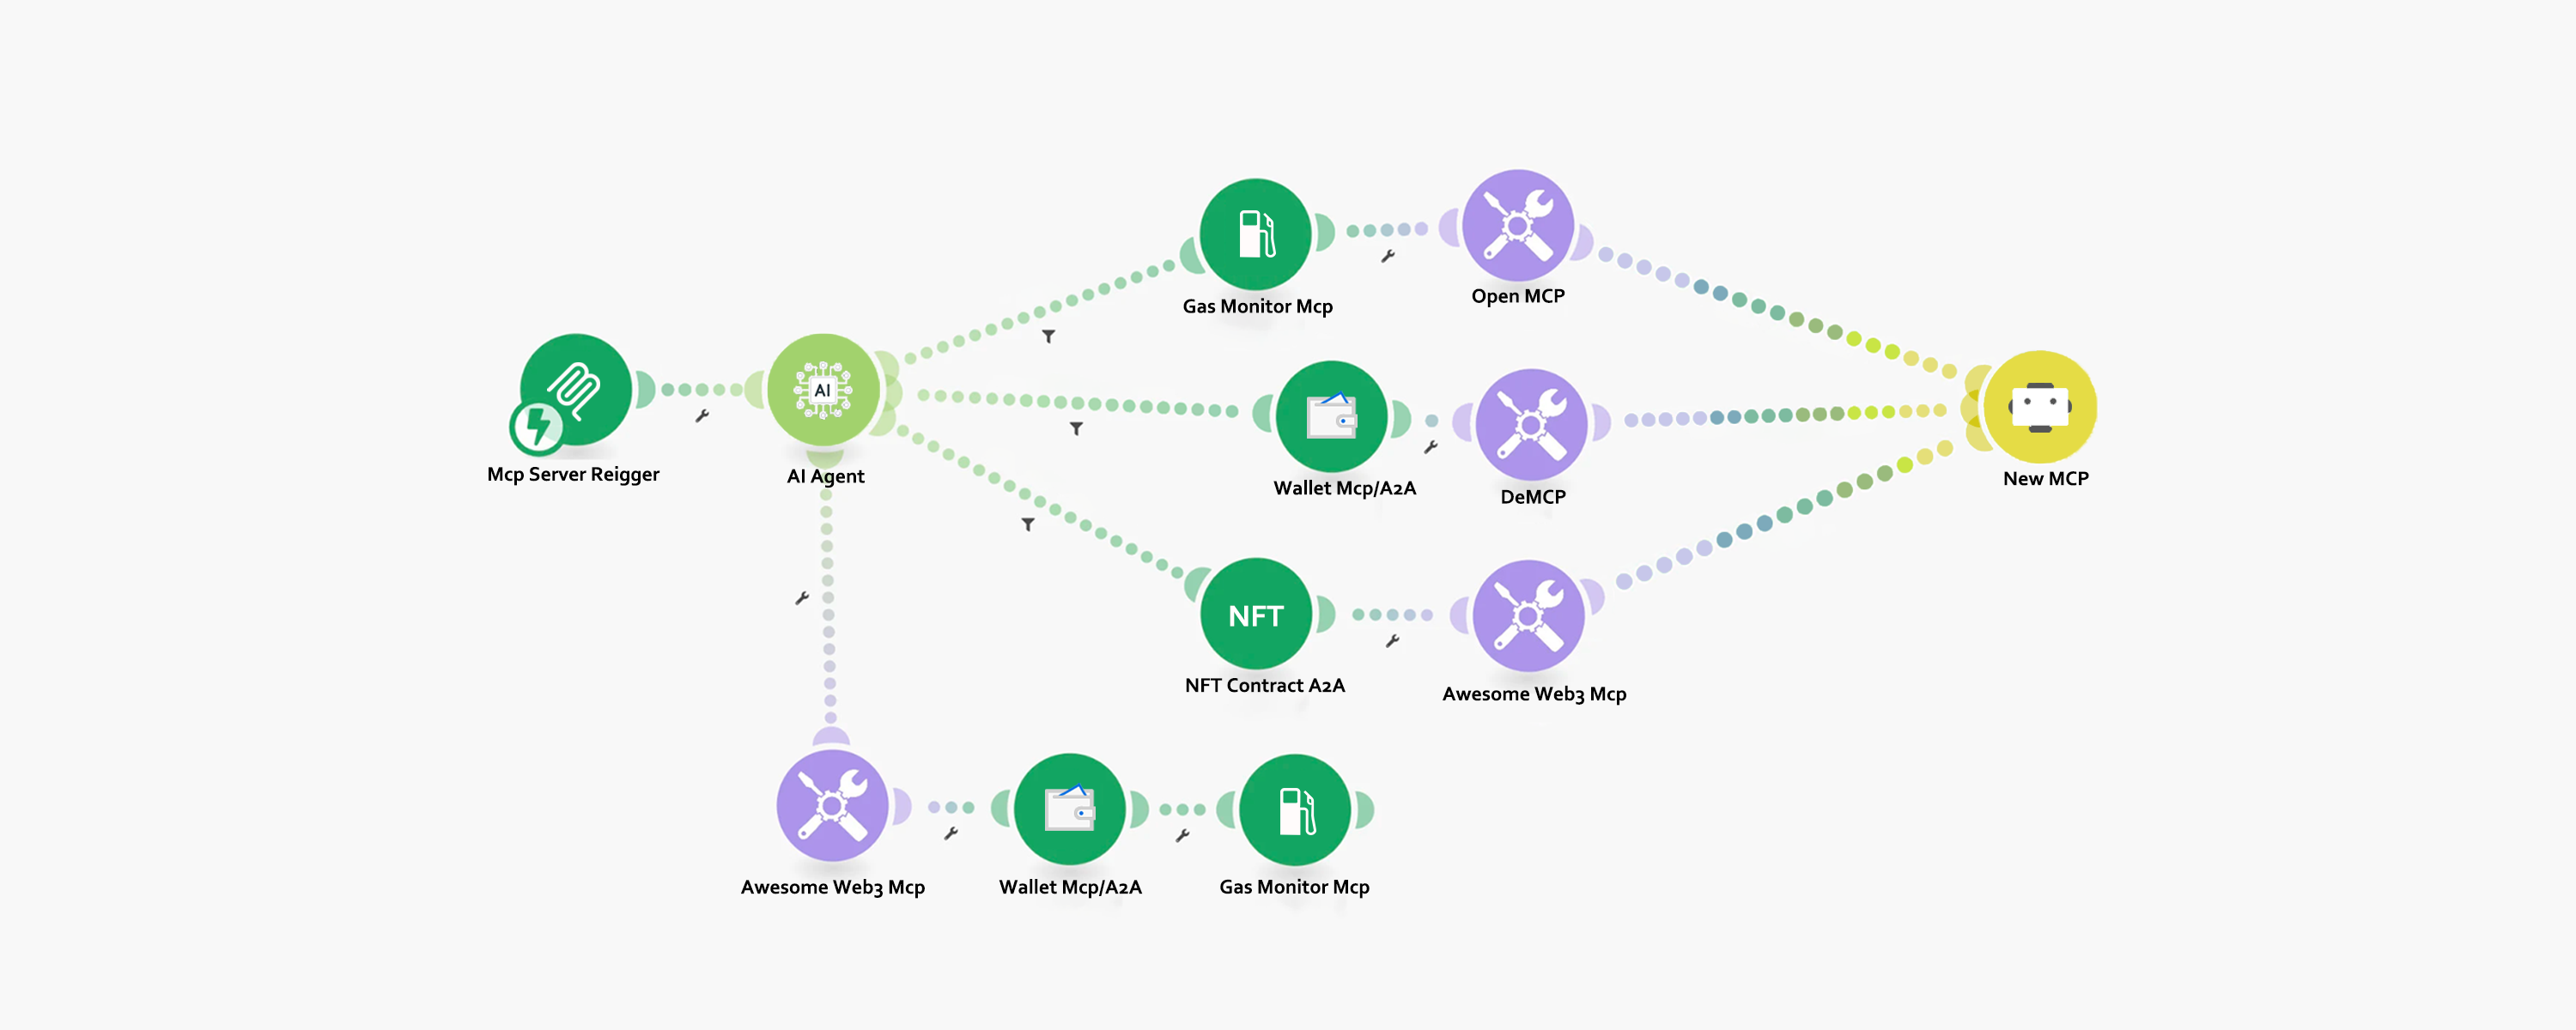 Gas Monitor Mcp
Open MCP
Mcp Server Reigger
AI
AI Agent
Wallet Mcp/A2A
DeMCP
New MCP
NFT
NFT Contract A2A
Awesome Web3 Mcp
Awesome Web3 Mcp
Wallet Mcp/A2A
Gas Monitor Mcp